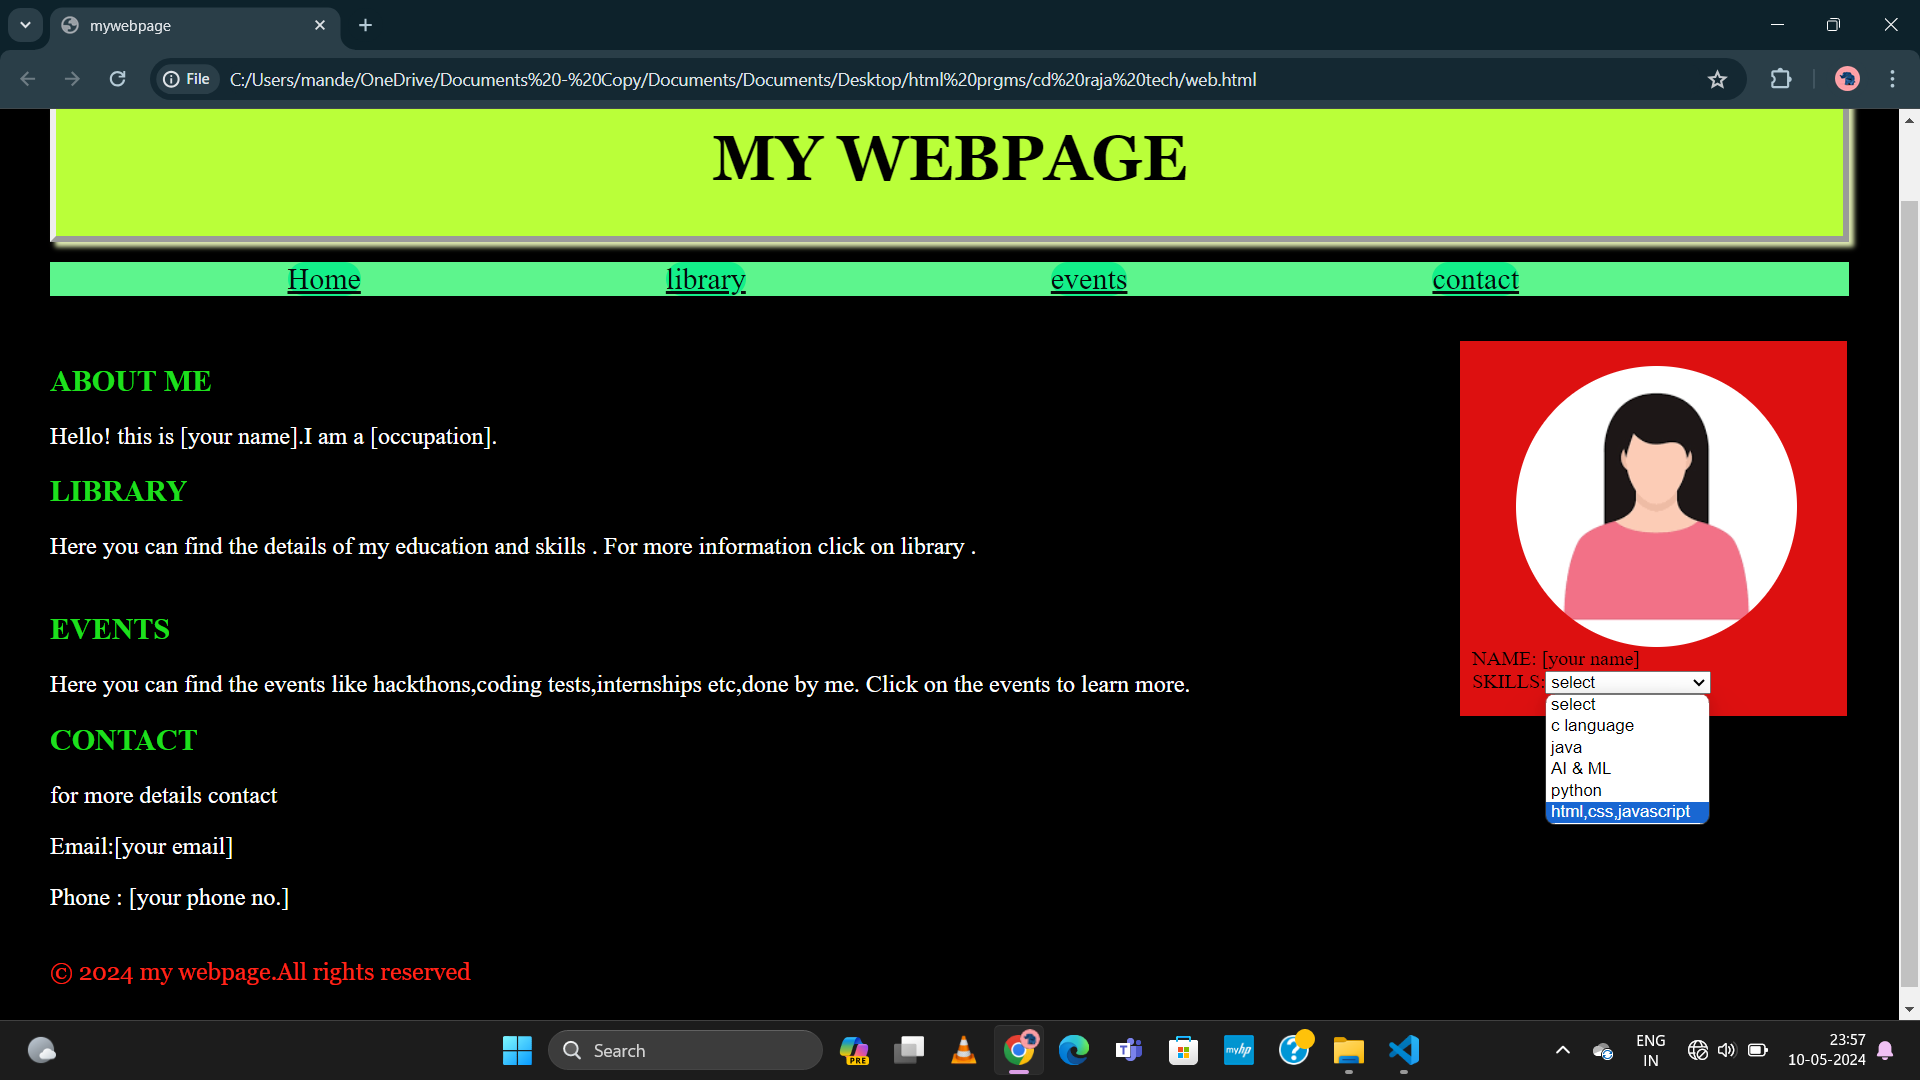 mywebpage
File
C:/Users/mande/OneDrive/Documents%20-%20Copy/Documents/Documents/Desktop/html%20prgms/cd%20raja%20tech/web.html
MY WEBPAGE
Home library events contact
ABOUT ME
Hello! this is [your name].I am a [occupation].
LIBRARY
Here you can find the details of my education and skills . For more information click on library .
EVENTS
Here you can find the events like hackthons,coding tests,internships etc,done by me. Click on the events to learn more.
CONTACT
for more details contact
Email:[your email]
Phone : [your phone no.]
© 2024 my webpage.All rights reserved
NAME: [your name]
SKILLS: select
select
c language
java
AI & ML
python
html,css,javascript
Search
PRE
myhp
ENG
IN
23:57
10-05-2024